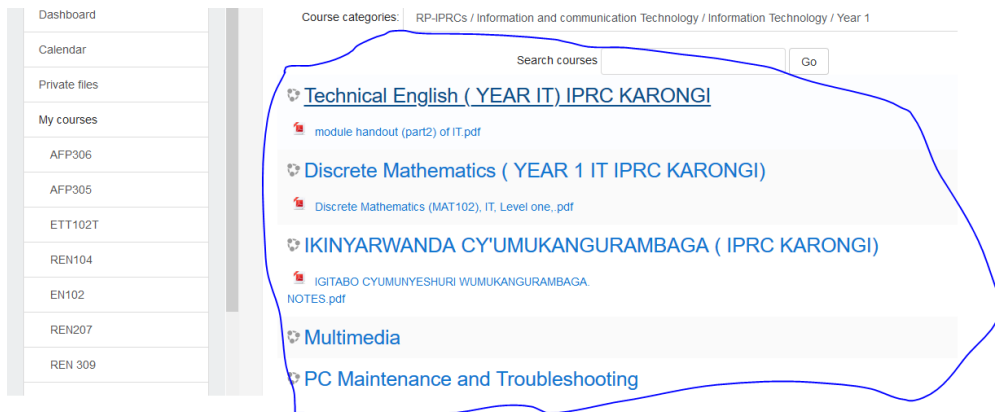 Dashboard
Calendar
Private files
My courses
AFP306
AFP305
ETT102T
REN104
EN102
REN207
REN 309
Course categories: RP-IPRCs / Information and communication Technology / Information Technology / Year 1
Search courses Go
Technical English ( YEAR IT) IPRC KARONGI
module handout (part2) of IT.pdf
Discrete Mathematics ( YEAR 1 IT IPRC KARONGI)
Discrete Mathematics (MAT102), IT, Level one,.pdf
IKINYARWANDA CY'UMUKANGURAMBAGA ( IPRC KARONGI)
IGITABO CYUMUNYESHURI WUMUKANGURAMBAGA.
NOTES.pdf
Multimedia
PC Maintenance and Troubleshooting